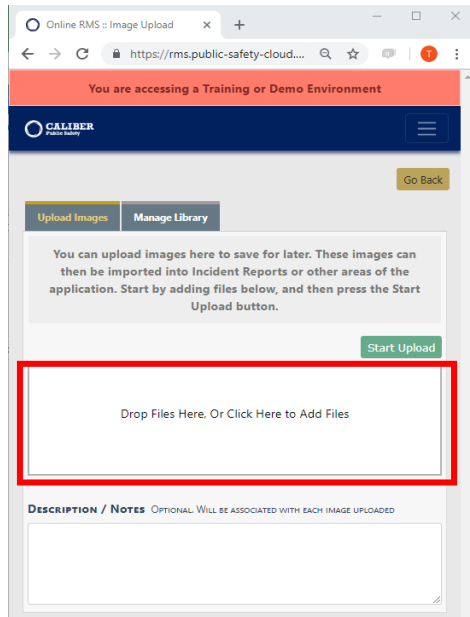 Online RMS :: Image Upload
https://rms.public-safety-cloud....
T
You are accessing a Training or Demo Environment
CALIBER
Public Safety
Go Back
Upload Images
Manage Library
You can upload images here to save for later. These images can
then be imported into Incident Reports or other areas of the
application. Start by adding files below, and then press the Start
Upload button.
Start Upload
Drop Files Here, Or Click Here to Add Files
DESCRIPTION / NOTES OPTIONAL. WILL BE ASSOCIATED WITH EACH IMAGE UPLOADED